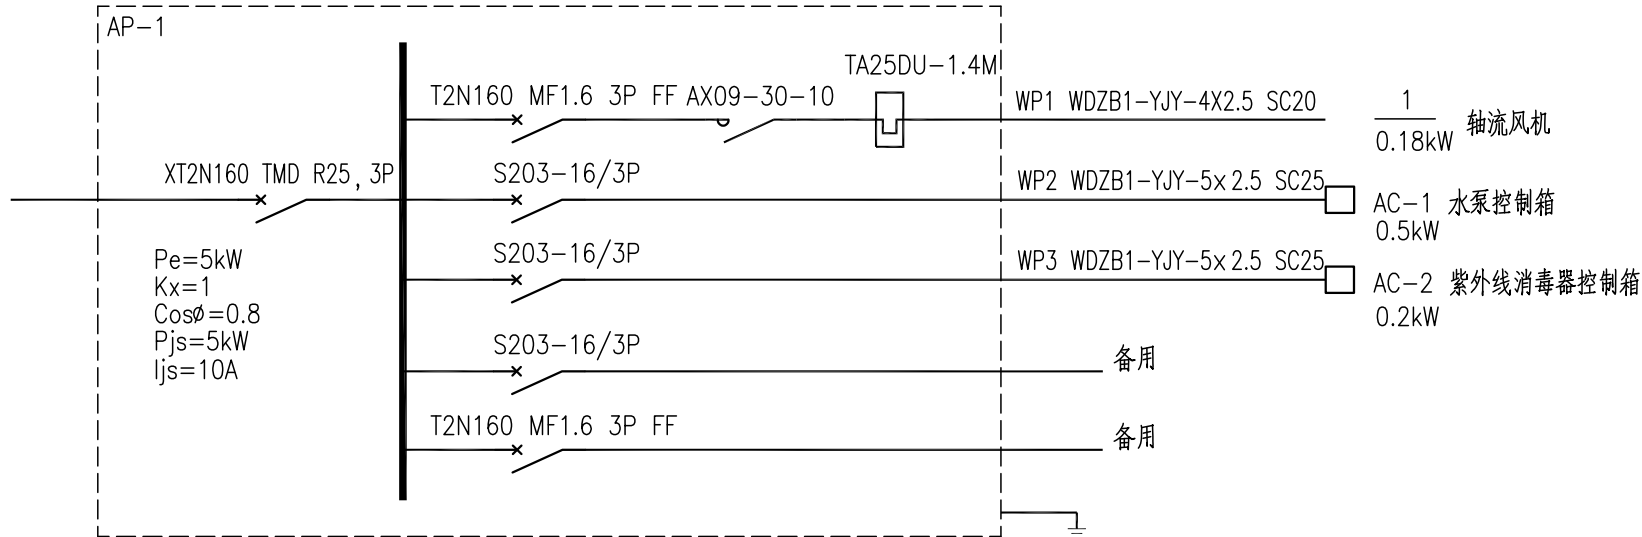 AP-1
TA25DU-1.4M
T2N160 MF1.6 3P FF AX09-30-10
WP1 WDZB1-YJY-4X2.5 SC20
1
0.18kW 轴流风机
XT2N160 TMD R25, 3P
S203-16/3P
WP2 WDZB1-YJY-5x2.5 SC25
AC-1 水泵控制箱
0.5kW
Pe=5kW
Kx=1
Cosø=0.8
Pjs=5kW
Ijs=10A
S203-16/3P
WP3 WDZB1-YJY-5x2.5 SC25
AC-2 紫外线消毒器控制箱
0.2kW
S203-16/3P
备用
T2N160 MF1.6 3P FF
备用